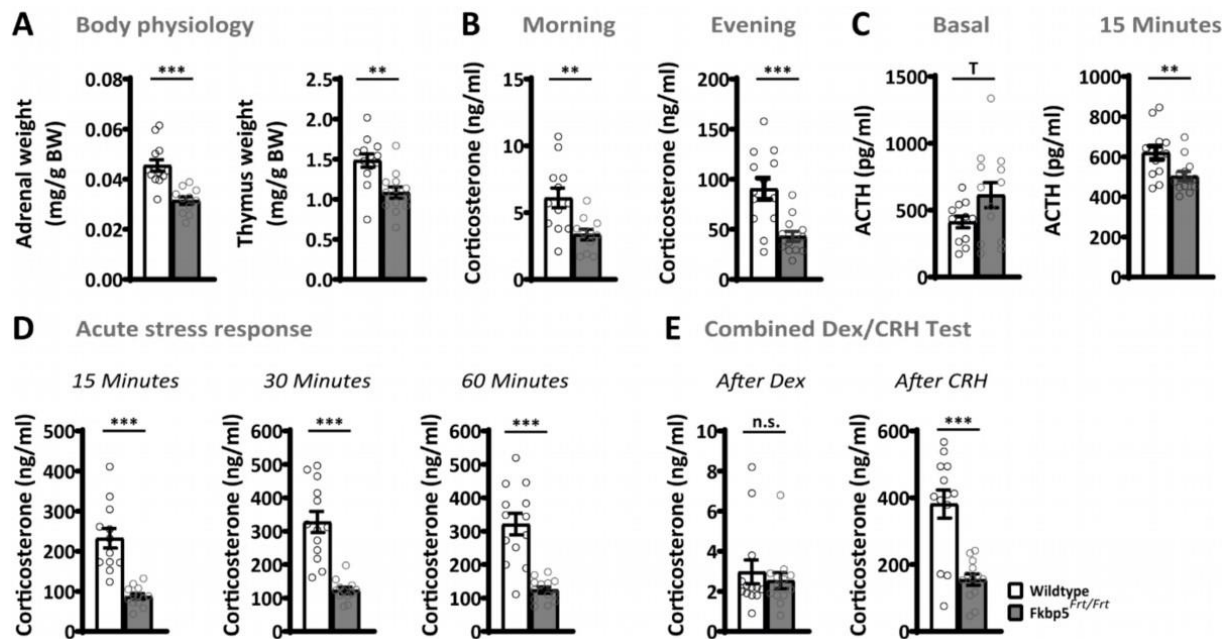 A Body physiology
B Morning Evening
C Basal 15 Minutes
Adrenal weight
(mg/g BW)
0.08
0.06
0.04
0.02
0.00
***
Thymus weight
(mg/g BW)
2.5
2.0
1.5
1.0
0.5
0.0
**
Corticosterone (ng/ml)
15
10
5
0
**
Corticosterone (ng/ml)
200
150
100
50
0
***
ACTH (pg/ml)
1500
1000
500
0
T
ACTH (pg/ml)
1000
800
600
400
200
0
**
D Acute stress response
E Combined Dex/CRH Test
15 Minutes
Corticosterone (ng/ml)
500
400
300
200
100
0
***
30 Minutes
Corticosterone (ng/ml)
600
500
400
300
200
100
0
***
60 Minutes
Corticosterone (ng/ml)
600
500
400
300
200
100
0
***
After Dex
Corticosterone (ng/ml)
10
8
6
4
2
0
n.s.
After CRH
Corticosterone (ng/ml)
600
400
200
0
***
Wildtype
Fkbp5Frt/Frt